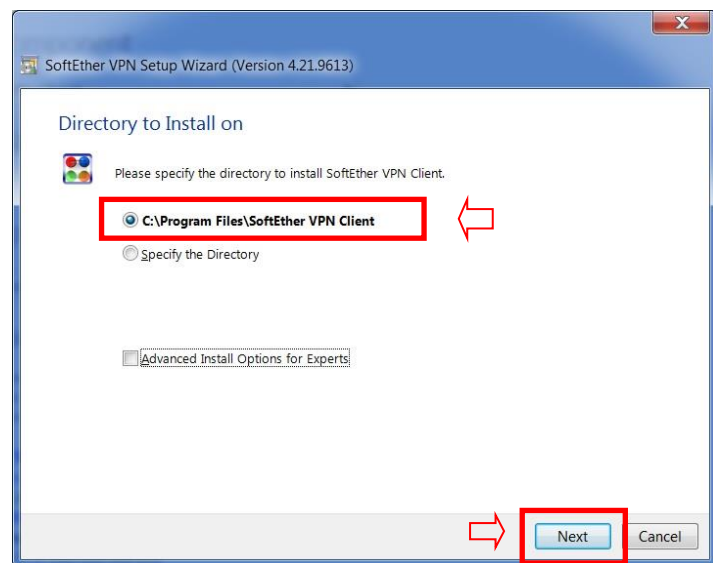 SoftEther VPN Setup Wizard (Version 4.21.9613)
Directory to Install on
Please specify the directory to install SoftEther VPN Client.
C:\Program Files\SoftEther VPN Client
Specify the Directory
Advanced Install Options for Experts
Next
Cancel